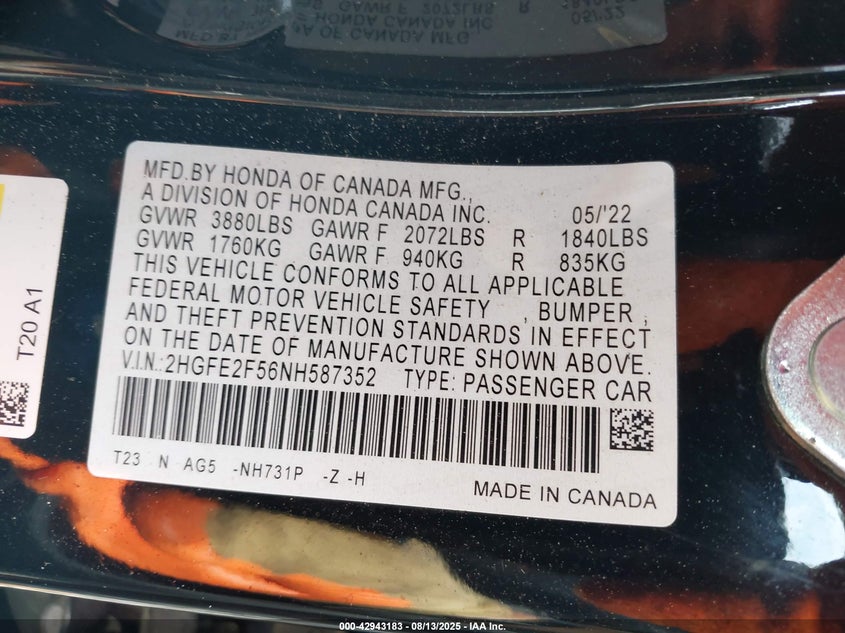 MFD.BY HONDA OF CANADA MFG.,
A DIVISION OF HONDA CANADA INC. 05/'22
GVWR 3880LBS GAWR F 2072LBS R 1840LBS
GVWR 1760KG GAWR F 940KG R 835KG
THIS VEHICLE CONFORMS TO ALL APPLICABLE
FEDERAL MOTOR VEHICLE SAFETY , BUMPER ,
AND THEFT PREVENTION STANDARDS IN EFFECT
ON THE DATE OF MANUFACTURE SHOWN ABOVE.
V.I.N.:2HGFE2F56NH587352 TYPE: PASSENGER CAR
T23 N AG5 -NH731P -Z -H
MADE IN CANADA
T20 A1
000-42943183 - 08/13/2025 - IAA Inc.